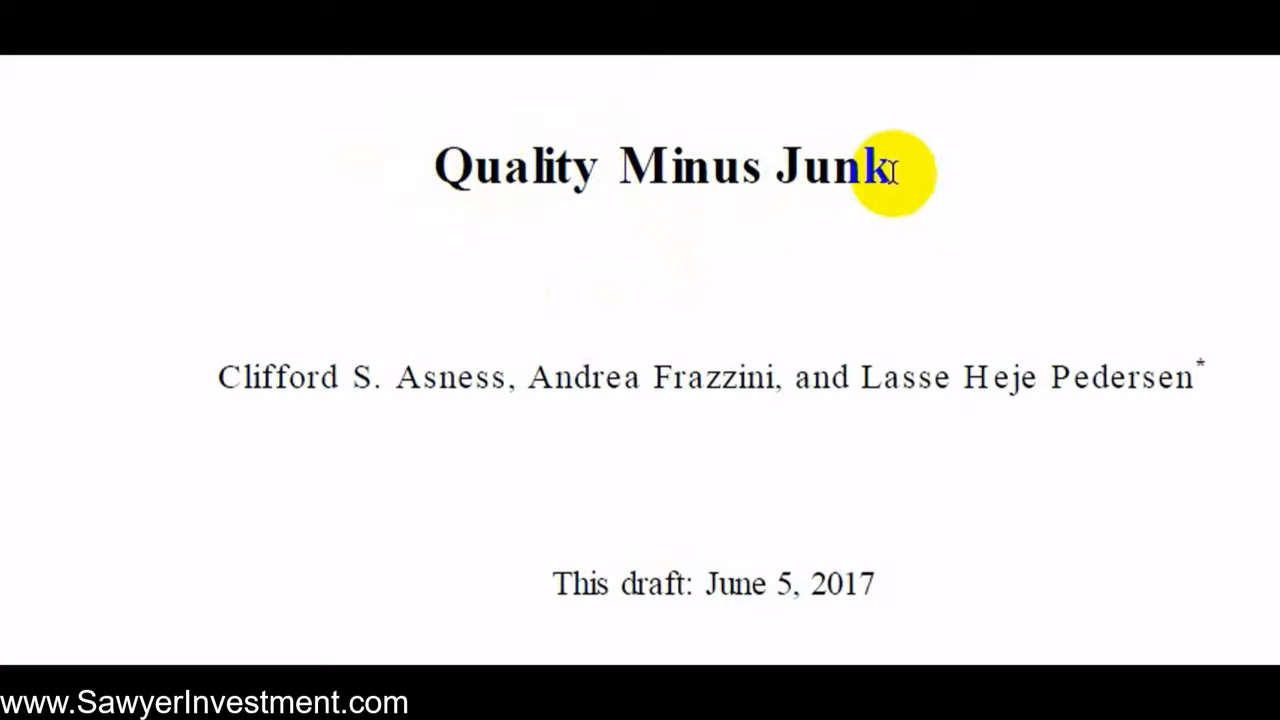 Quality Minus Junk
Clifford S. Asness, Andrea Frazzini, and Lasse Heje Pedersen*
This draft: June 5, 2017
www.SawyerInvestment.com